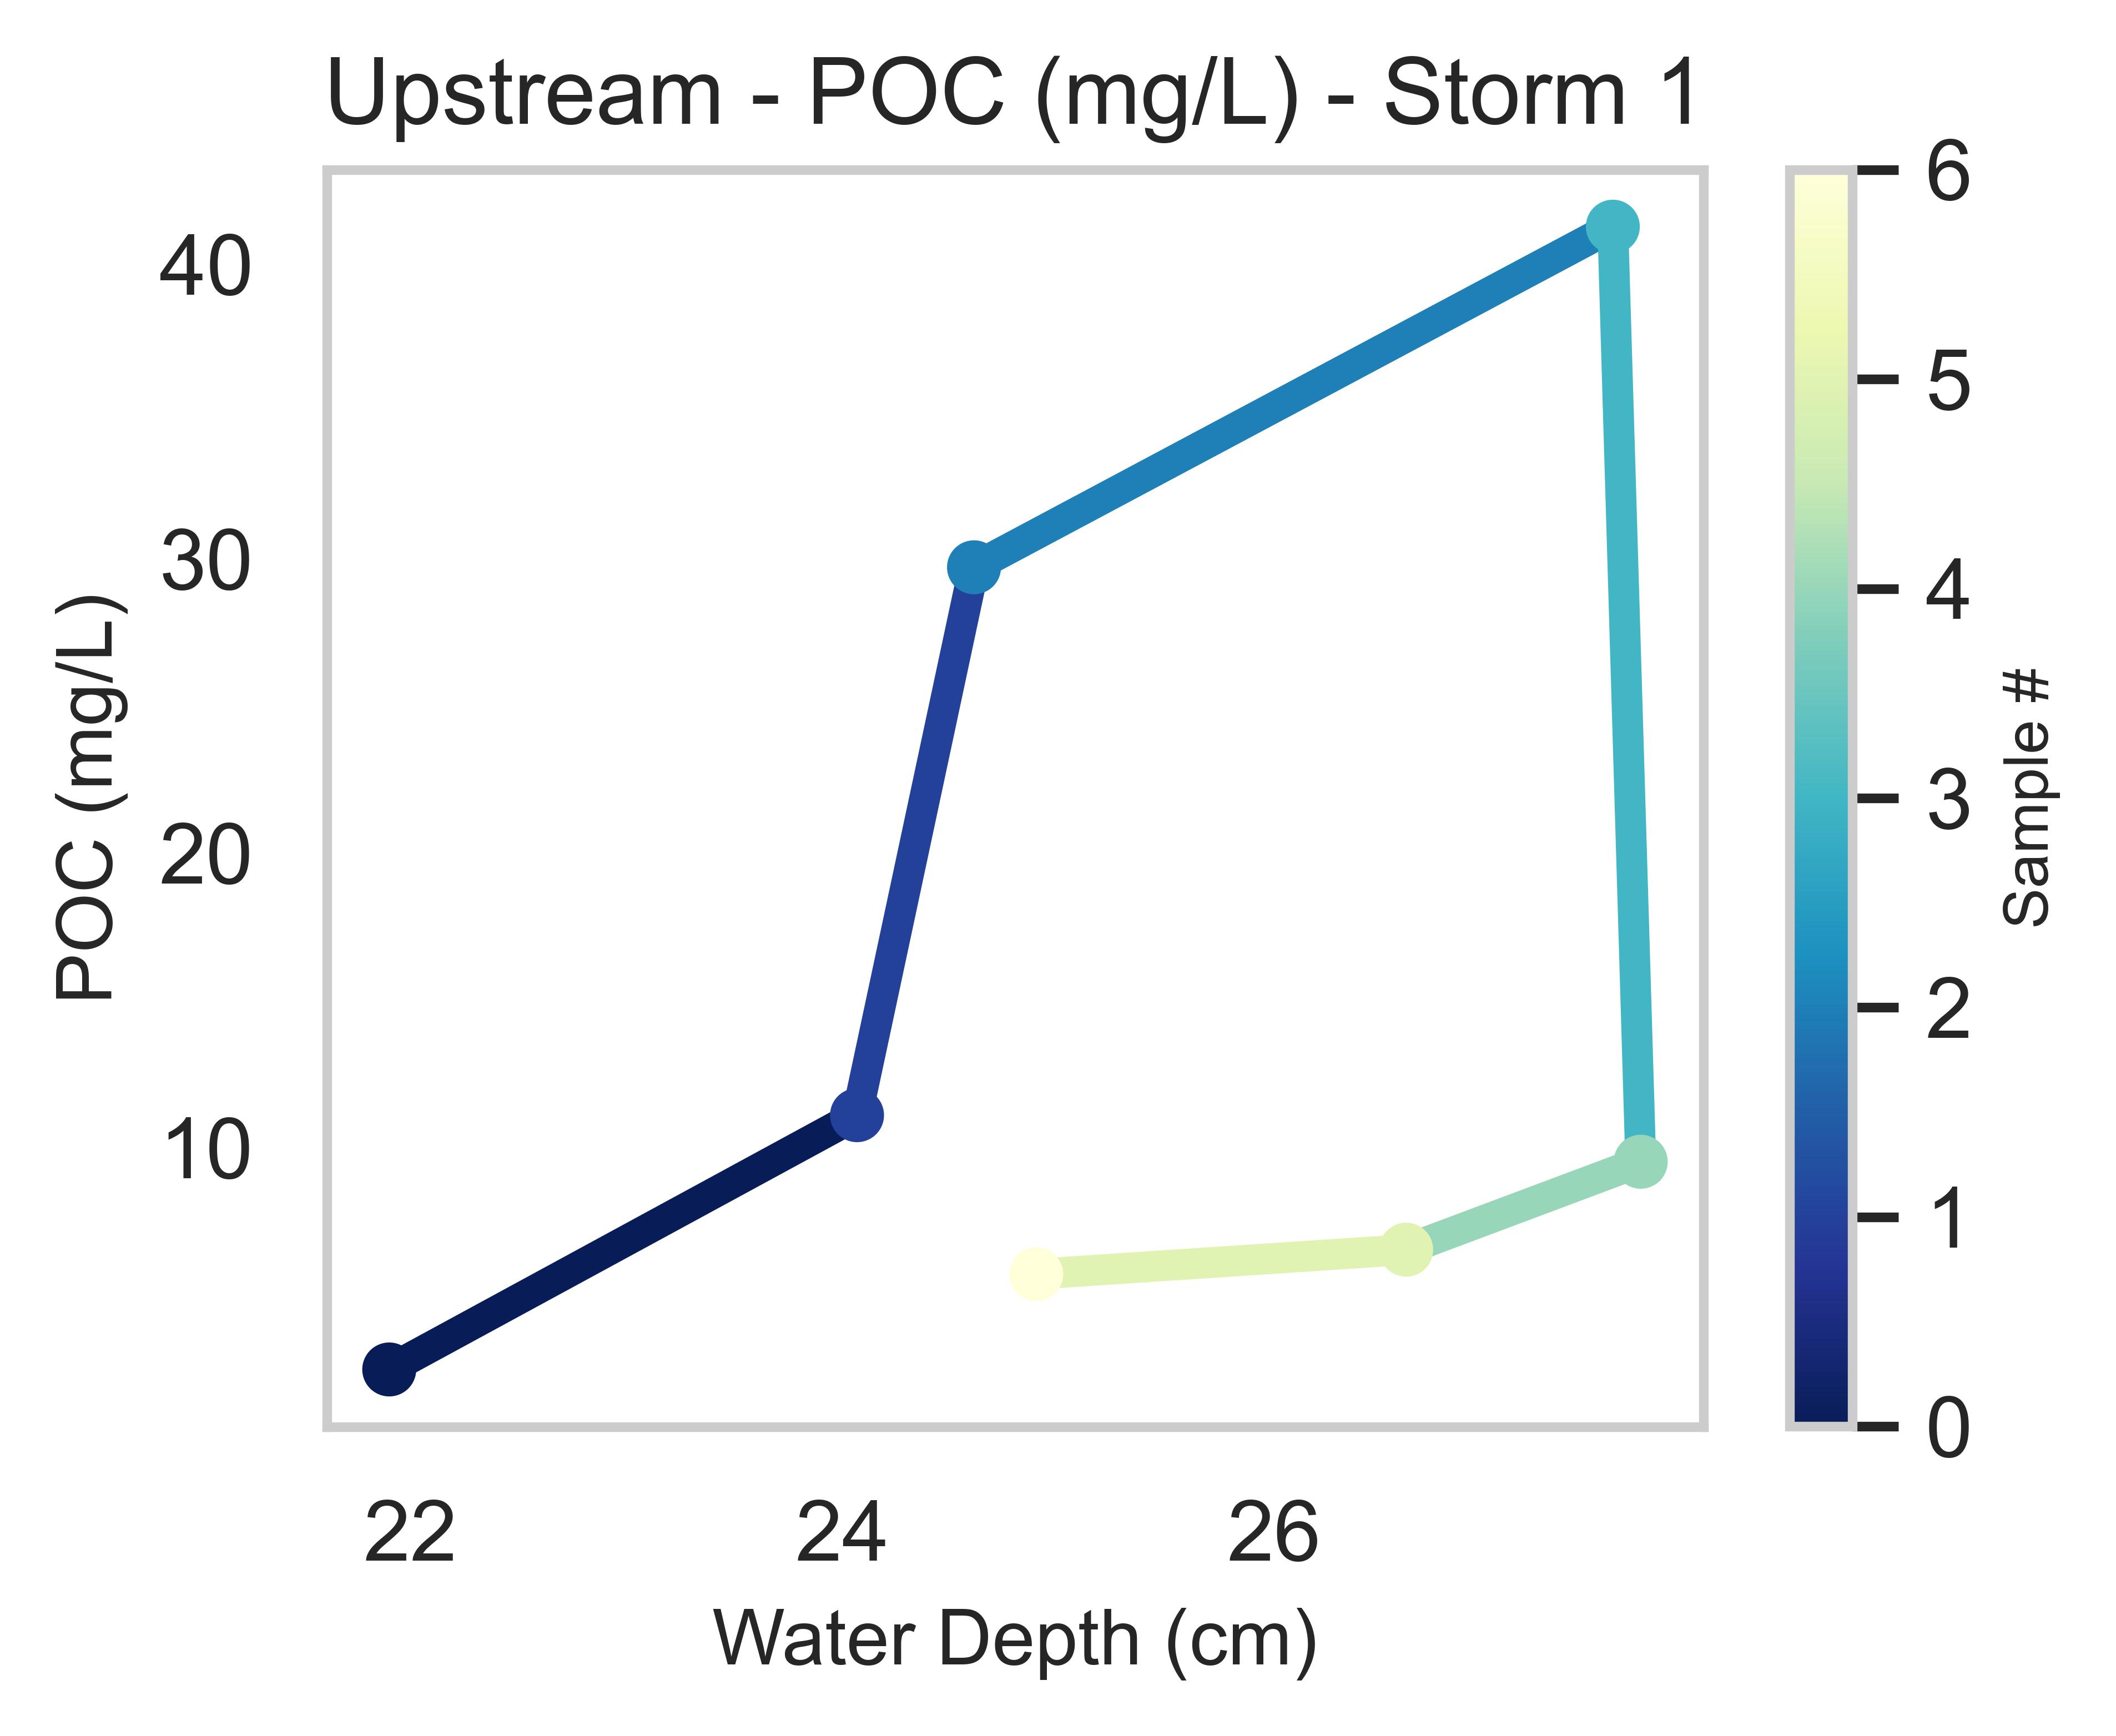 Upstream - POC (mg/L) - Storm 1
POC (mg/L)
40
30
20
10
22 24 26
Water Depth (cm)
6
5
4
3
2
1
0
Sample #